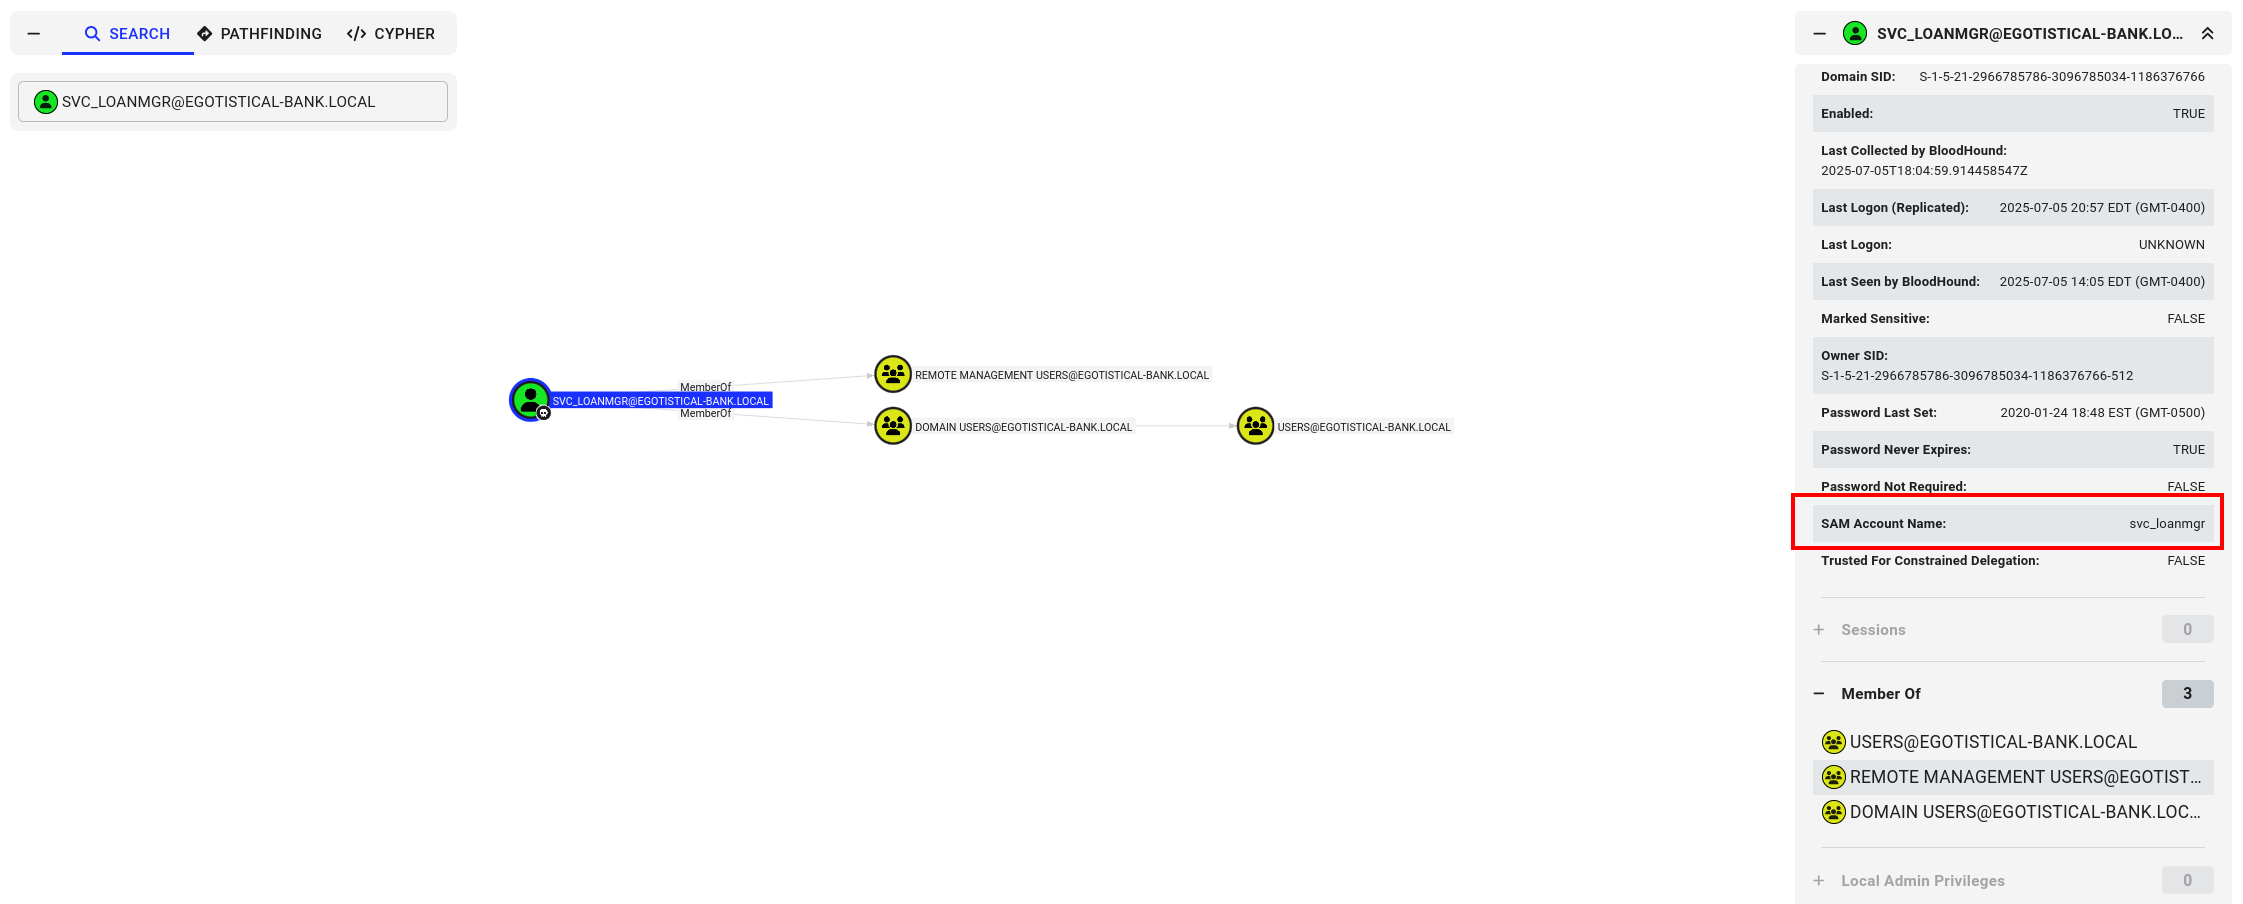 SEARCH
PATHFINDING
CYPHER
SVC_LOANMGR@EGOTISTICAL-BANK.LOCAL
MemberOf
SVC_LOANMGR@EGOTISTICAL-BANK.LOCAL
MemberOf
REMOTE MANAGEMENT USERS@EGOTISTICAL-BANK.LOCAL
DOMAIN USERS@EGOTISTICAL-BANK.LOCAL
USERS@EGOTISTICAL-BANK.LOCAL
SVC_LOANMGR@EGOTISTICAL-BANK.LO...
Domain SID: S-1-5-21-2966785786-3096785034-1186376766
Enabled: TRUE
Last Collected by BloodHound:
2025-07-05T18:04:59.914458547Z
Last Logon (Replicated): 2025-07-05 20:57 EDT (GMT-0400)
Last Logon: UNKNOWN
Last Seen by BloodHound: 2025-07-05 14:05 EDT (GMT-0400)
Marked Sensitive: FALSE
Owner SID:
S-1-5-21-2966785786-3096785034-1186376766-512
Password Last Set: 2020-01-24 18:48 EST (GMT-0500)
Password Never Expires: TRUE
Password Not Required: FALSE
SAM Account Name: svc_loanmgr
Trusted For Constrained Delegation: FALSE
Sessions 0
Member Of 3
USERS@EGOTISTICAL-BANK.LOCAL
REMOTE MANAGEMENT USERS@EGOTIST...
DOMAIN USERS@EGOTISTICAL-BANK.LOC...
Local Admin Privileges 0